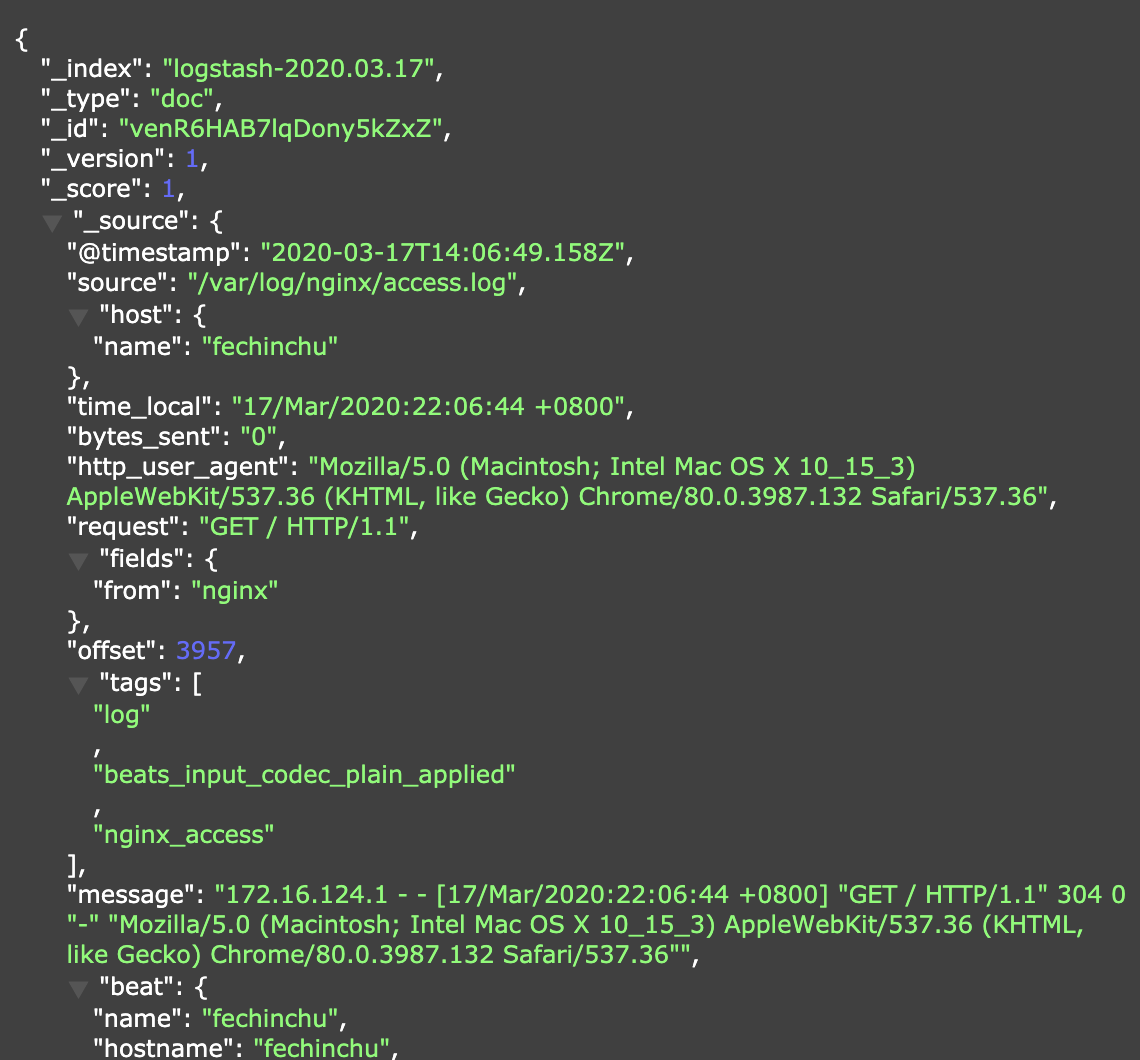 {
"_index": "logstash-2020.03.17",
"_type": "doc",
"_id": "venR6HAB7lqDony5kZxZ",
"_version": 1,
"_score": 1,
"_source": {
"@timestamp": "2020-03-17T14:06:49.158Z",
"source": "/var/log/nginx/access.log",
"host": {
"name": "fechinchu"
},
"time_local": "17/Mar/2020:22:06:44 +0800",
"bytes_sent": "0",
"http_user_agent": "Mozilla/5.0 (Macintosh; Intel Mac OS X 10_15_3)
AppleWebKit/537.36 (KHTML, like Gecko) Chrome/80.0.3987.132 Safari/537.36",
"request": "GET / HTTP/1.1",
"fields": {
"from": "nginx"
},
"offset": 3957,
"tags": [
"log"
,
"beats_input_codec_plain_applied"
,
"nginx_access"
],
"message": "172.16.124.1 - - [17/Mar/2020:22:06:44 +0800] "GET / HTTP/1.1" 304 0
"-" "Mozilla/5.0 (Macintosh; Intel Mac OS X 10_15_3) AppleWebKit/537.36 (KHTML,
like Gecko) Chrome/80.0.3987.132 Safari/537.36"",
"beat": {
"name": "fechinchu",
"hostname": "fechinchu",